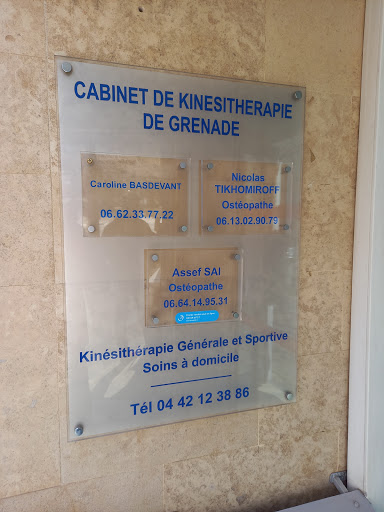 CABINET DE KINESITHERAPIE
DE GRENADE
Caroline BASDEVANT
06.62.33.77.22
Nicolas
TIKHOMIROFF
Ostéopathe
06.13.02.90.79
Assef SAI
Ostéopathe
06.64.14.95.31
Kinésithérapie Générale et Sportive
Soins à domicile
Tél 04 42 12 38 86